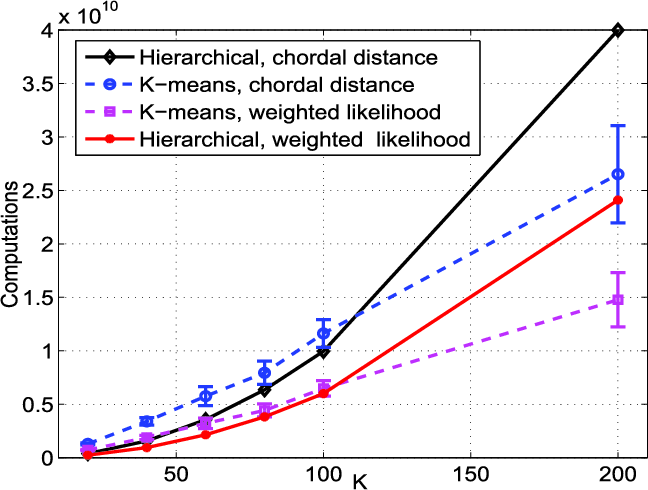 x 10^10
4
3.5
3
2.5
2
1.5
1
0.5
0
Computations
Hierarchical, chordal distance
K−means, chordal distance
K−means, weighted likelihood
Hierarchical, weighted likelihood
50
100
150
200
K